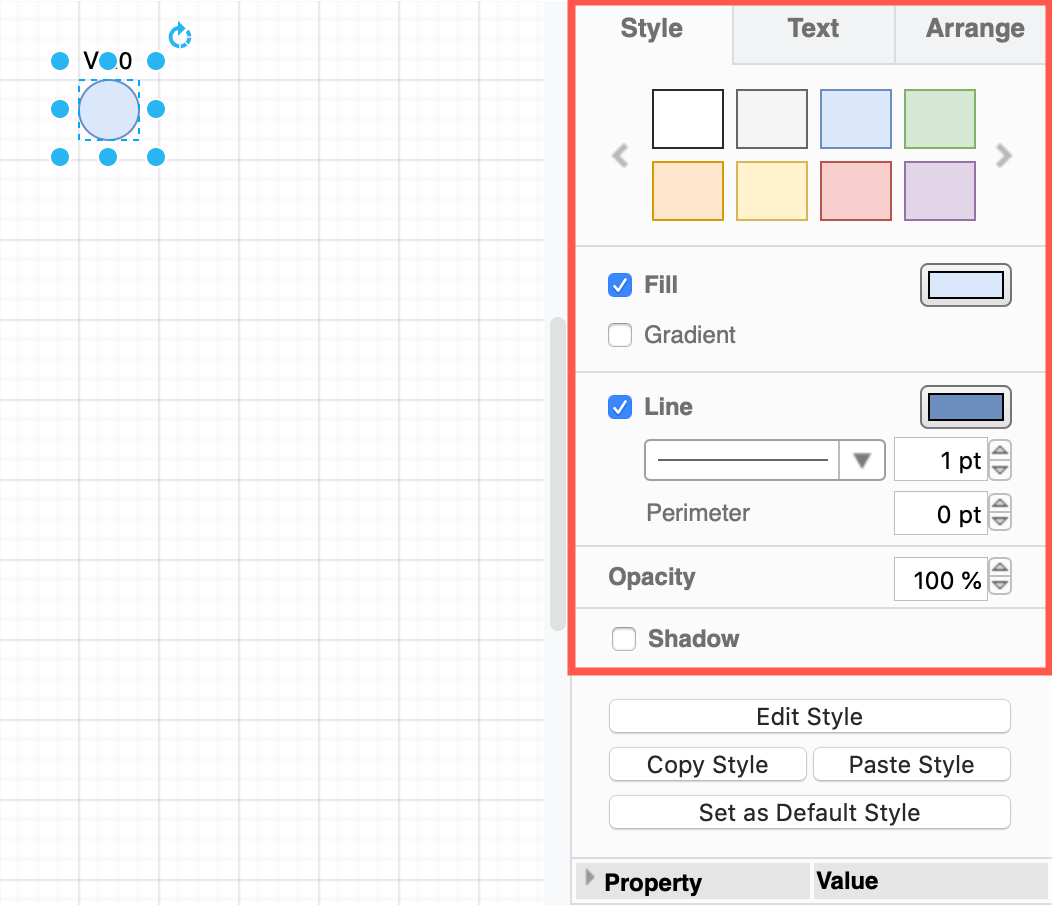 Style Text Arrange
Fill
Gradient
Line
1 pt
Perimeter 0 pt
Opacity 100 %
Shadow
Edit Style
Copy Style Paste Style
Set as Default Style
Property Value